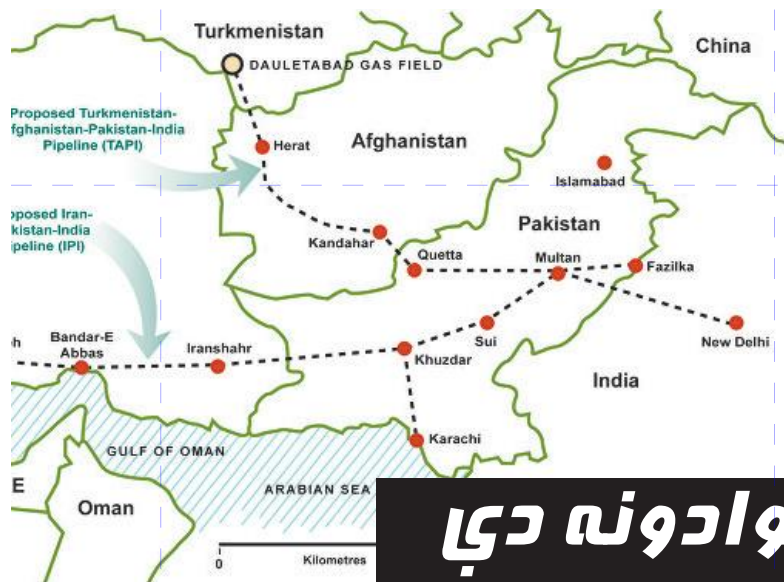 Turkmenistan
China
DAULETABAD GAS FIELD
Proposed Turkmenistan-
fghanistan-Pakistan-India
Pipeline (TAPI)
Herat
Afghanistan
Islamabad
oposed Iran-
kistan-India
ipeline (IPI)
Pakistan
Kandahar
Quetta
Multan
Fazilka
Bandar-E
Abbas
Iranshahr
Khuzdar
Sui
New Delhi
India
Karachi
GULF OF OMAN
ARABIAN SEA
E
Oman
0
Kilometres
وادونه دي